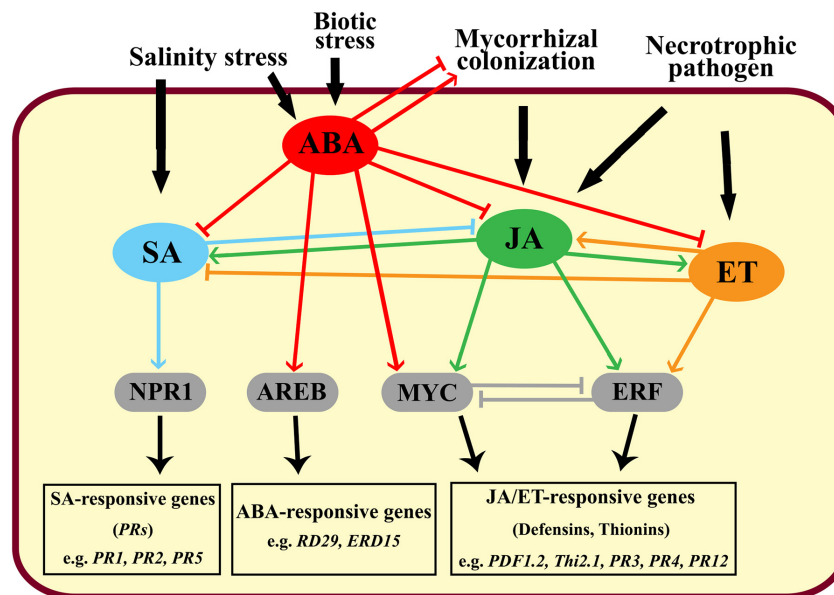 Biotic
stress
Salinity stress
Mycorrhizal
colonization
Necrotrophic
pathogen
ABA
SA
JA
ET
NPR1
AREB
MYC
ERF
SA-responsive genes
(PRs)
e.g. PR1, PR2, PR5
ABA-responsive genes
e.g. RD29, ERD15
JA/ET-responsive genes
(Defensins, Thionins)
e.g. PDF1.2, Thi2.1, PR3, PR4, PR12